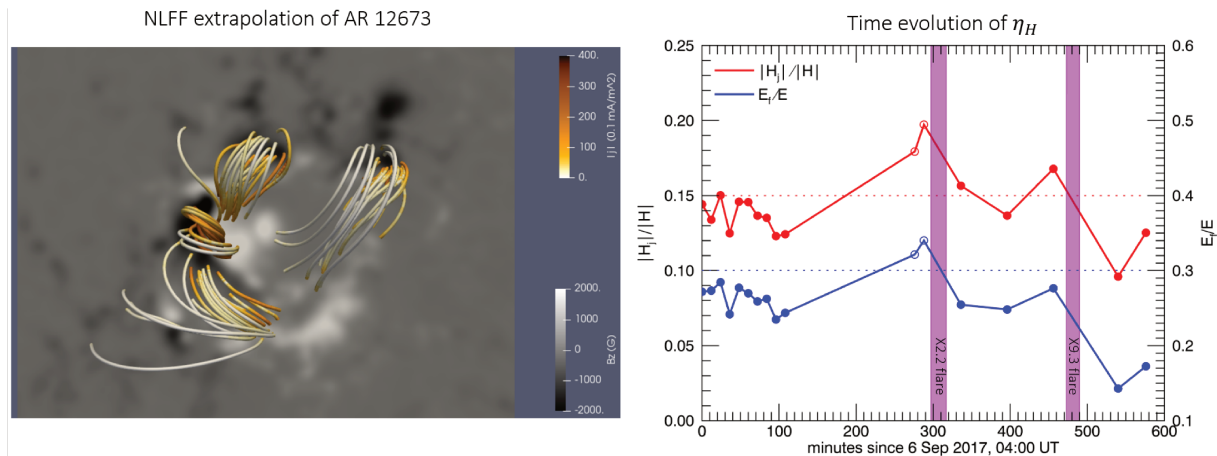 NLFF extrapolation of AR 12673
400.
300
200
100
0.
| j | (0.1 mA/m^2)
2000.
1000
0
-1000
-2000.
Bz (G)
Time evolution of η_H
|H_j|/|H|
E_f/E
0.25
0.20
0.15
0.10
0.05
0.00
|H_j|/|H|
0.6
0.5
0.4
0.3
0.2
0.1
E_f/E
X2.2 flare
X9.3 flare
0 100 200 300 400 500 600
minutes since 6 Sep 2017, 04:00 UT